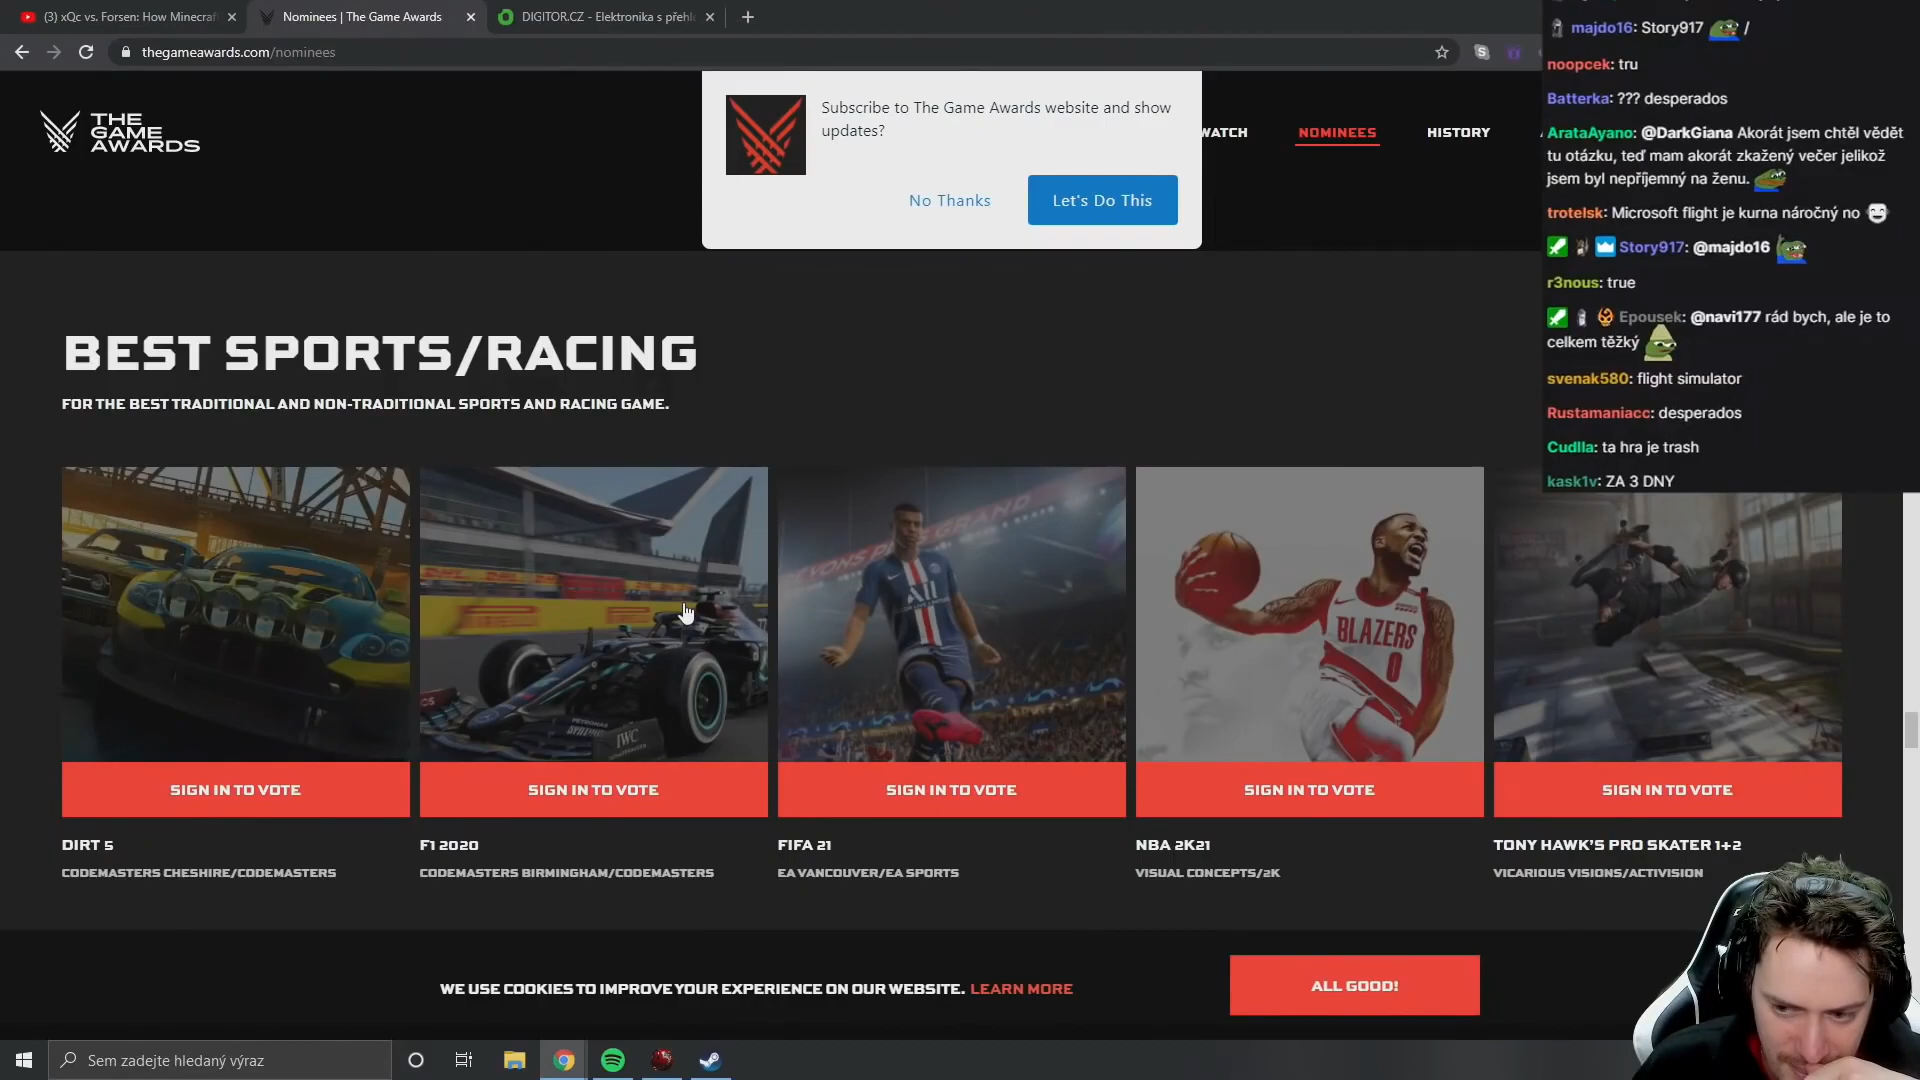 (3) xQc vs. Forsen: How Minecraf
Nominees | The Game Awards
DIGITOR.CZ - Elektronika s přehl
thegameawards.com/nominees
THE
GAME
AWARDS
Subscribe to The Game Awards website and show
updates?
No Thanks
Let's Do This
WATCH
NOMINEES
HISTORY
majdo16: Story917 /
noopcek: tru
Batterka: ??? desperados
ArataAyano: @DarkGiana Akorát jsem chtěl vědět
tu otázku, teď mam akorát zkažený večer jelikož
jsem byl nepříjemný na ženu.
trotelsk: Microsoft flight je kurna náročný no
Story917: @majdo16
r3nous: true
Epousek: @navi177 rád bych, ale je to
celkem těžký
svenak580: flight simulator
Rustamaniacc: desperados
Cudlla: ta hra je trash
kask1v: ZA 3 DNY
BEST SPORTS/RACING
FOR THE BEST TRADITIONAL AND NON-TRADITIONAL SPORTS AND RACING GAME.
PETRONAS
IWC
BLAZERS
0
SIGN IN TO VOTE
SIGN IN TO VOTE
SIGN IN TO VOTE
SIGN IN TO VOTE
SIGN IN TO VOTE
DIRT 5
F1 2020
FIFA 21
NBA 2K21
TONY HAWK'S PRO SKATER 1+2
CODEMASTERS CHESHIRE/CODEMASTERS
CODEMASTERS BIRMINGHAM/CODEMASTERS
EA VANCOUVER/EA SPORTS
VISUAL CONCEPTS/2K
VICARIOUS VISIONS/ACTIVISION
WE USE COOKIES TO IMPROVE YOUR EXPERIENCE ON OUR WEBSITE. LEARN MORE
ALL GOOD!
Sem zadejte hledaný výraz